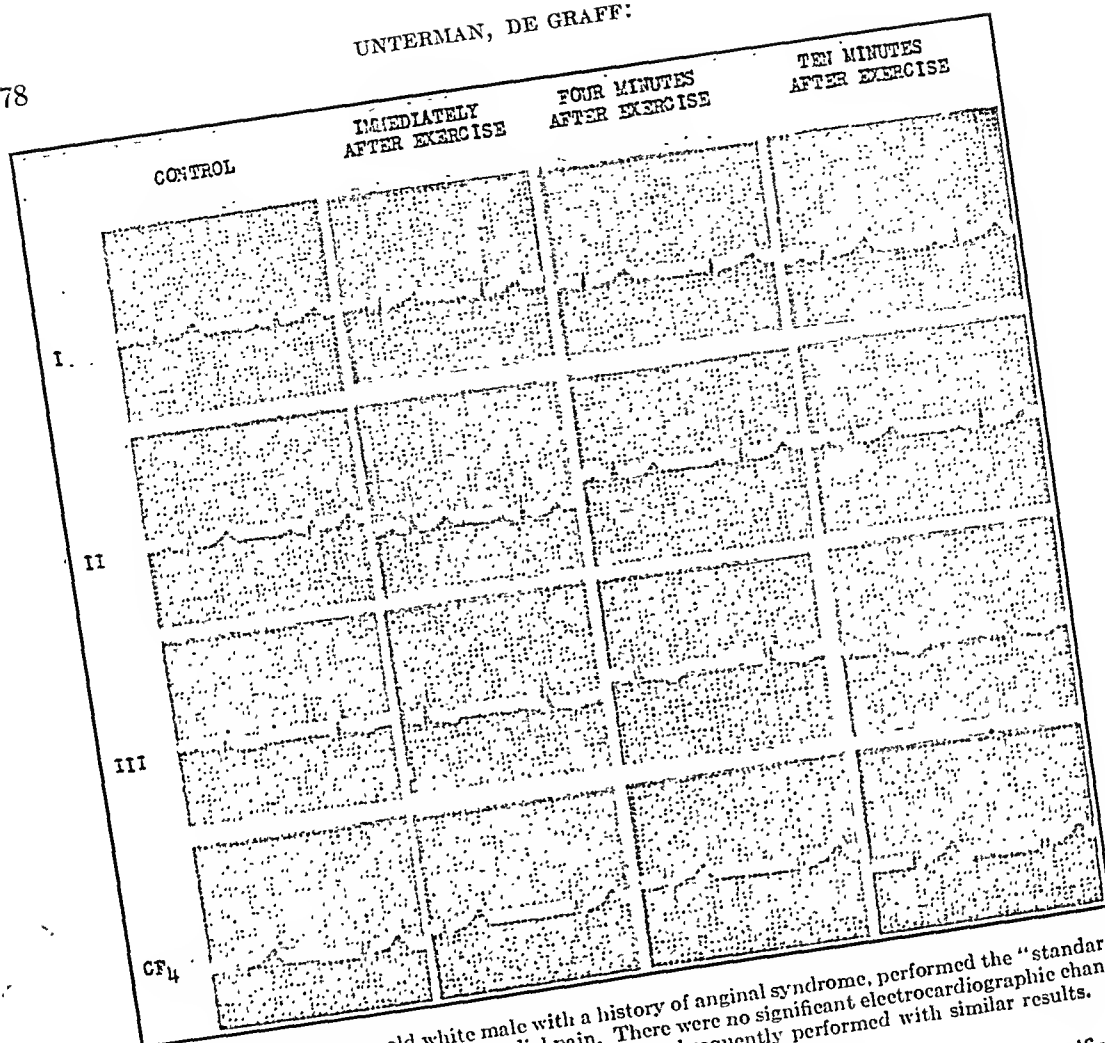 78
UNTERMAN, DE GRAFF:
CONTROL
IMMEDIATELY
AFTER EXERCISE
FOUR MINUTES
AFTER EXERCISE
TEN MINUTES
AFTER EXERCISE
I.
II
III
CF4
old white male with a history of anginal syndrome, performed the "standar
pain. There were no significant electrocardiographic chan
performed with similar results.